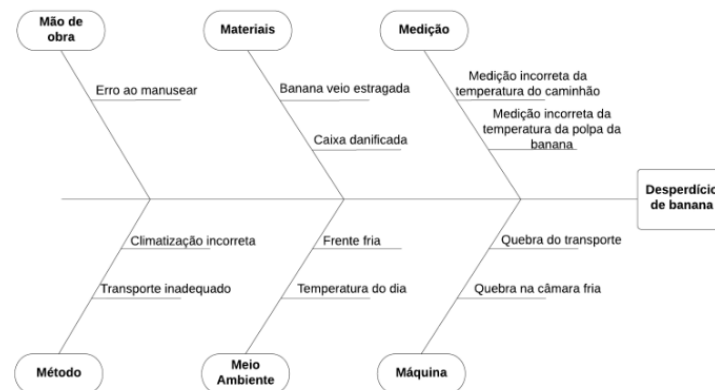 Mão de
obra
Materiais
Medição
Erro ao manusear
Banana veio estragada
Medição incorreta da
temperatura do caminhão
Caixa danificada
Medição incorreta da
temperatura da polpa da
banana
Desperdício
de banana
Climatização incorreta
Frente fria
Quebra do transporte
Transporte inadequado
Temperatura do dia
Quebra na câmara fria
Método
Meio
Ambiente
Máquina